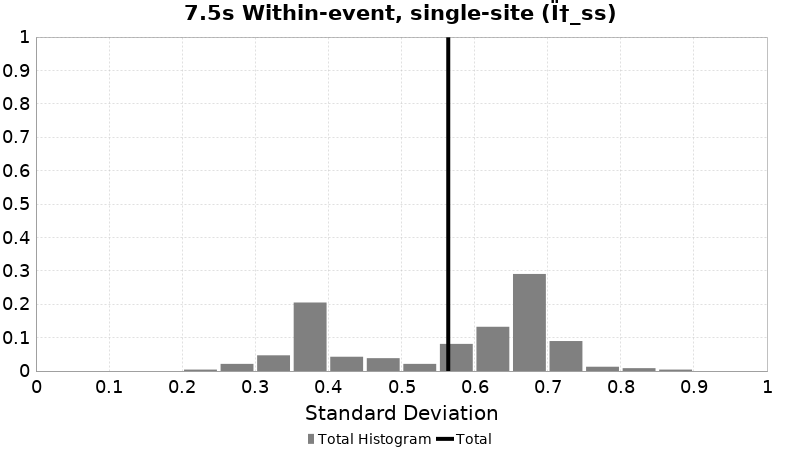 7.5s Within-event, single-site (Ï†_ss)
1
0.9
0.8
0.7
0.6
0.5
0.4
0.3
0.2
0.1
0
0 0.1 0.2 0.3 0.4 0.5 0.6 0.7 0.8 0.9 1
Standard Deviation
Total Histogram Total